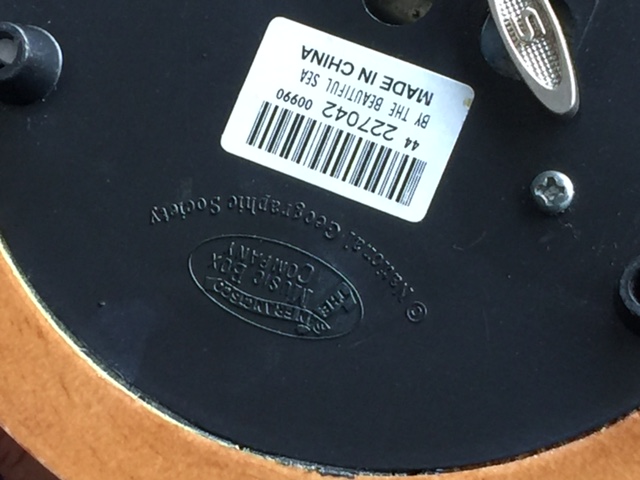 THE
SAN FRANCISCO
MUSIC BOX
COMPANY
© National Geographic Society
44 227042 00990
BY THE BEAUTIFUL SEA
MADE IN CHINA
S